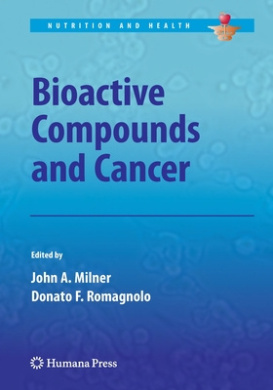 NUTRITION AND HEALTH
Bioactive
Compounds
and Cancer
Edited by
John A. Milner
Donato F. Romagnolo
Humana Press